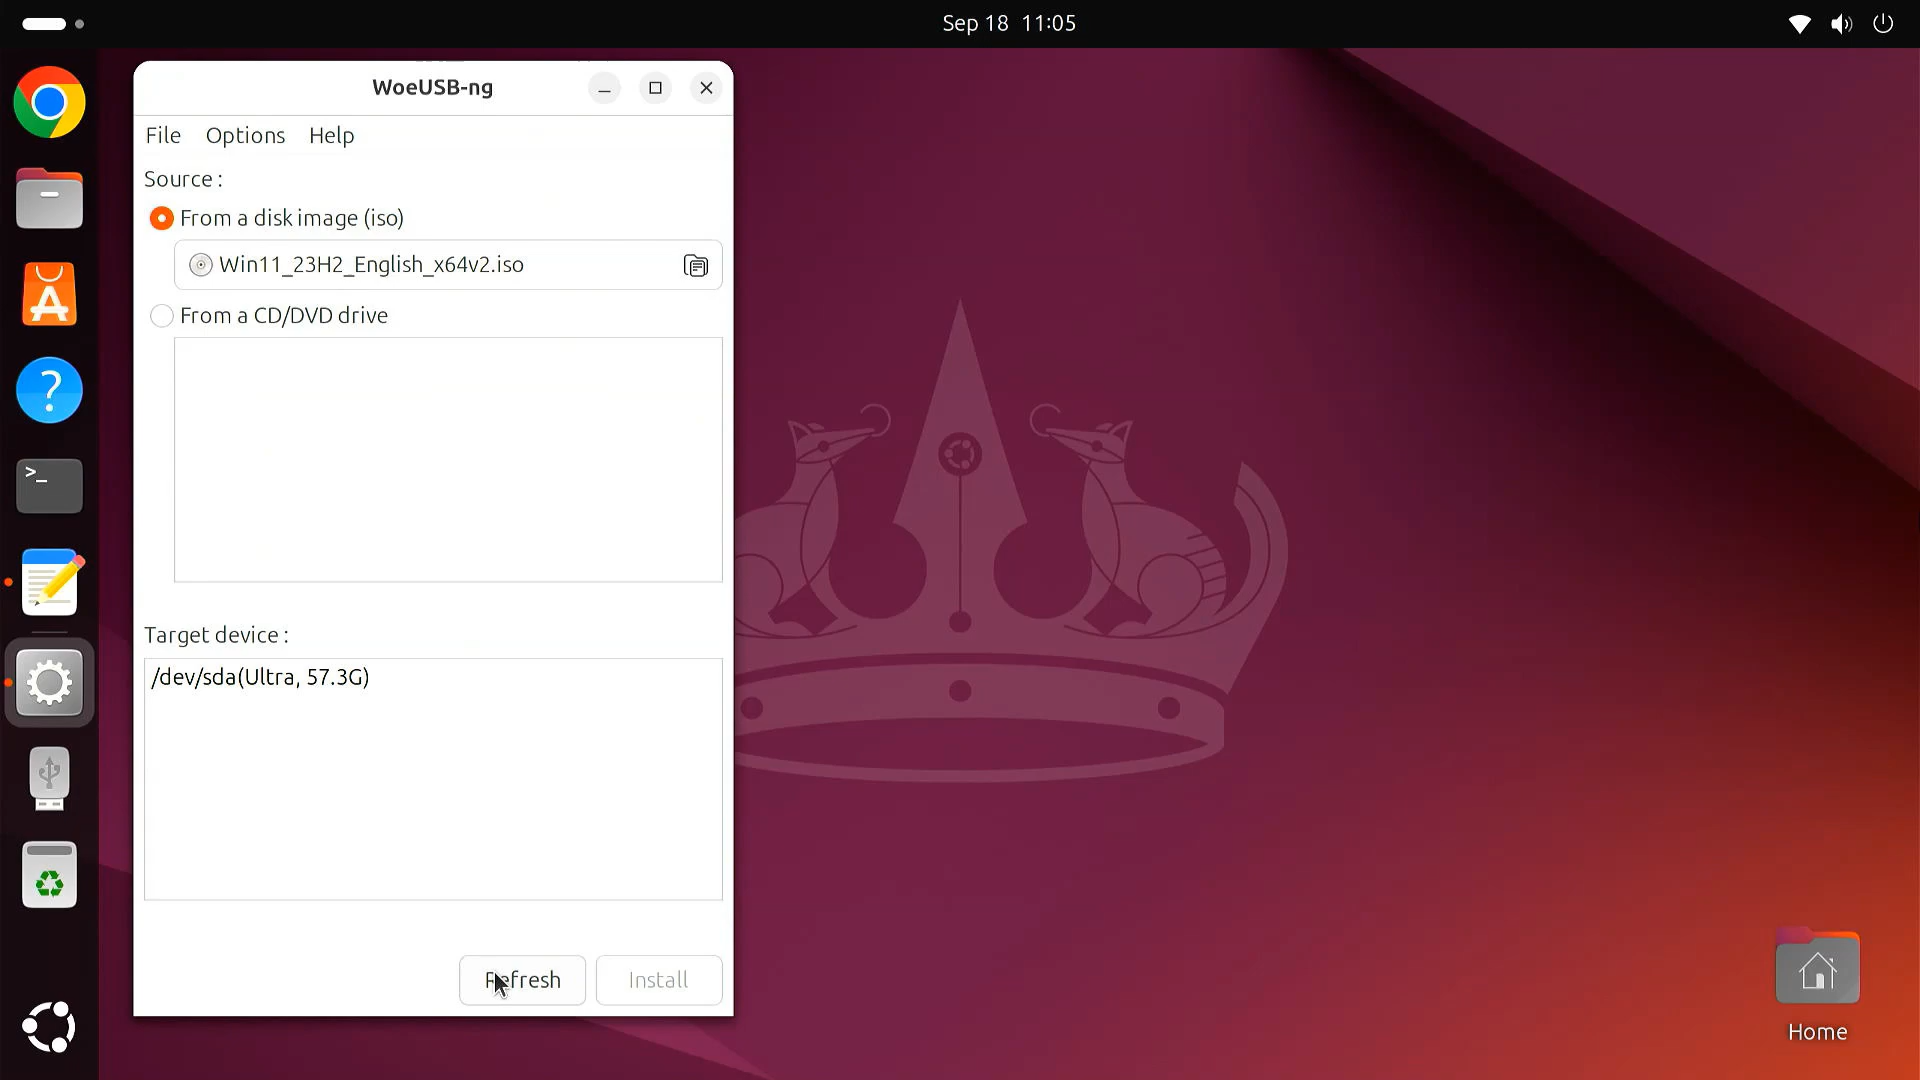 Sep 18 11:05
WoeUSB-ng
File Options Help
Source :
From a disk image (iso)
Win11_23H2_English_x64v2.iso
From a CD/DVD drive
Target device :
/dev/sda(Ultra, 57.3G)
Refresh Install
Home